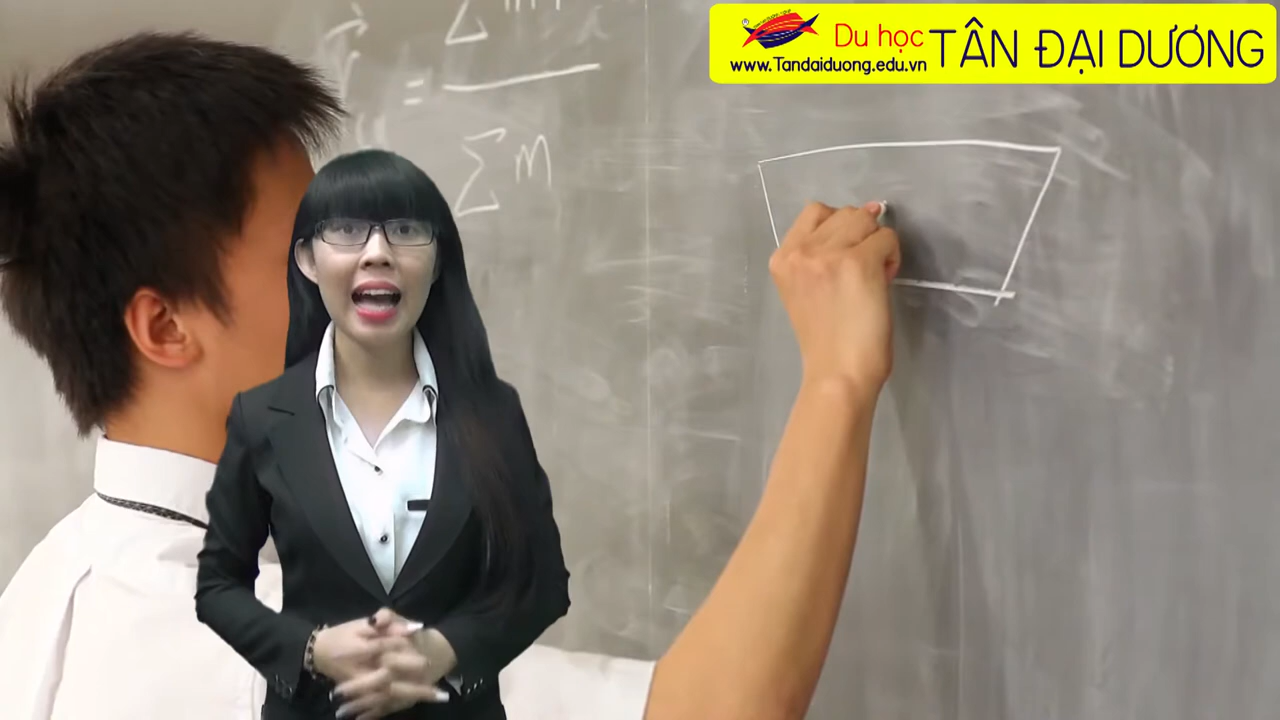 Du học TÂN ĐẠI DƯƠNG
www.Tandaiduong.edu.vn
=
Σ m